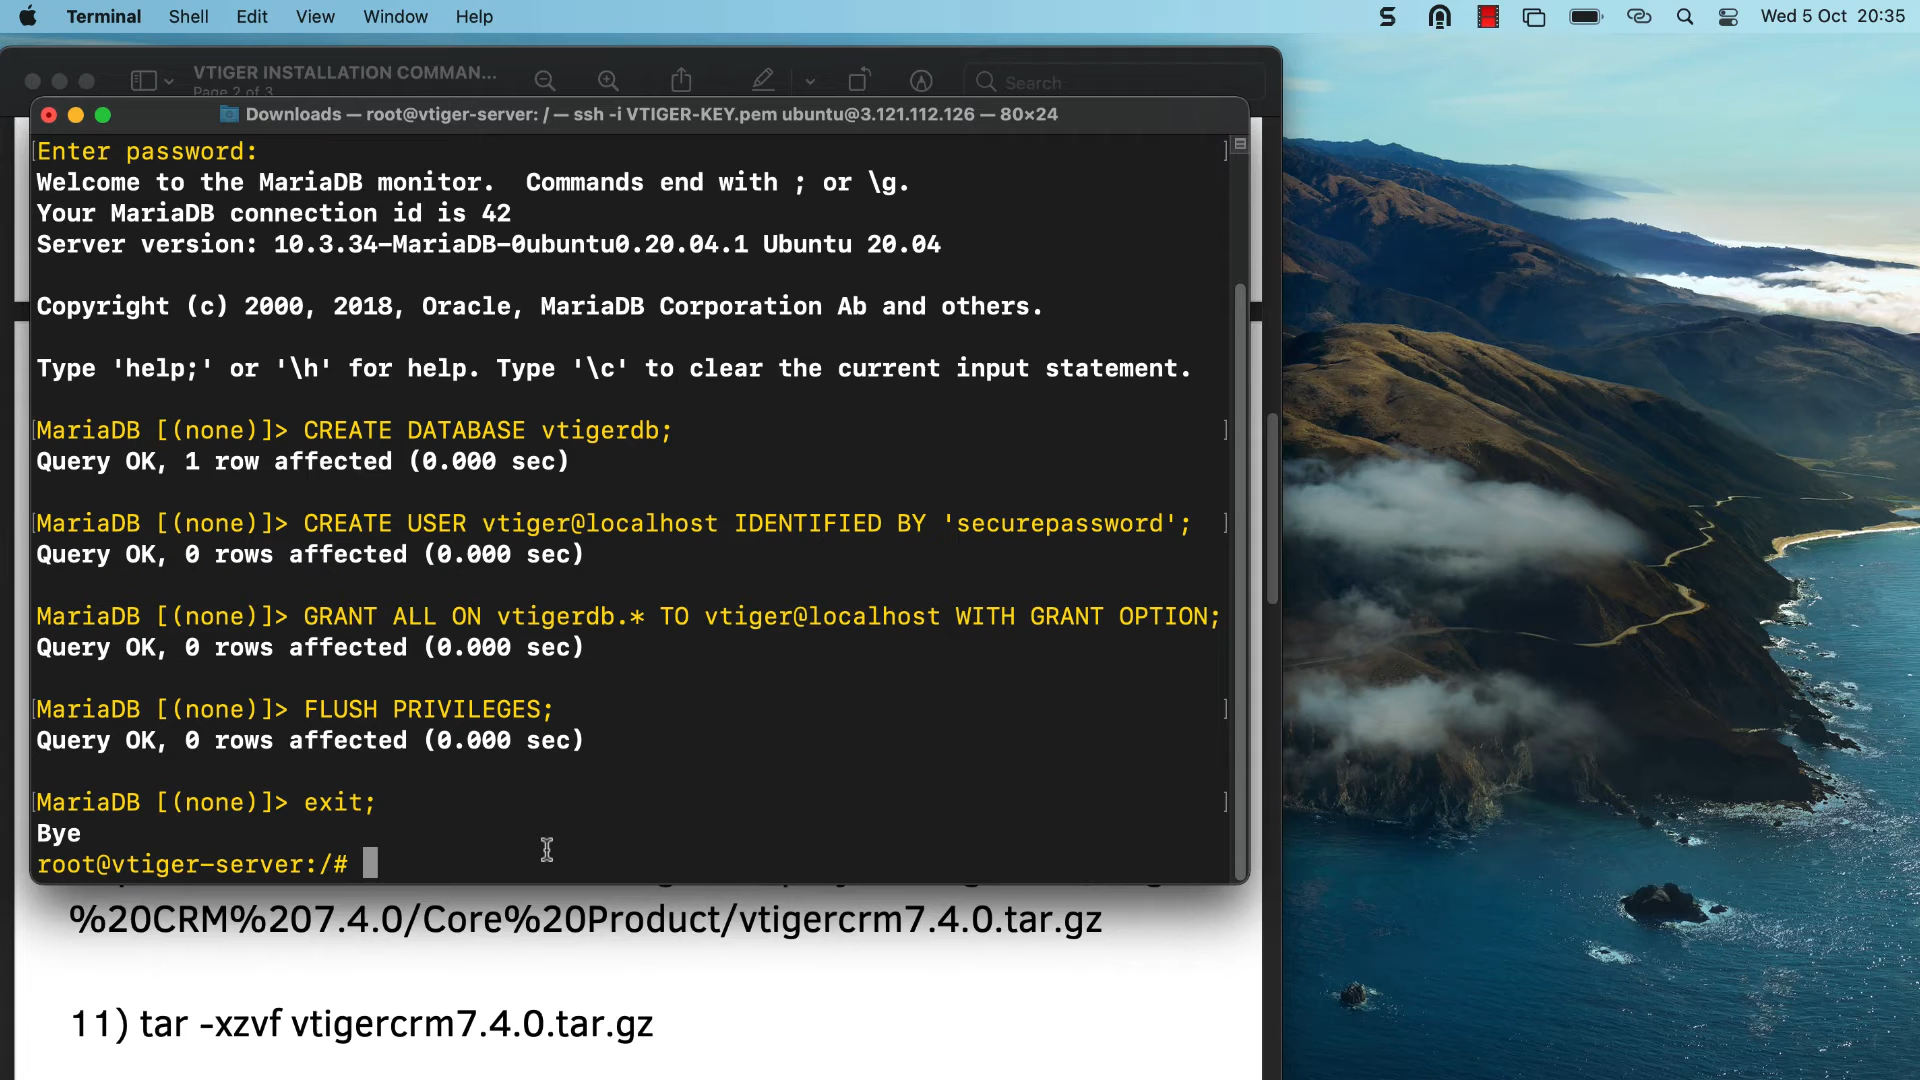 Terminal Shell Edit View Window Help Wed 5 Oct 20:35
VTIGER INSTALLATION COMMAN...
Page 2 of 3
Search
Downloads — root@vtiger-server: / — ssh -i VTIGER-KEY.pem ubuntu@3.121.112.126 — 80×24
[Enter password: ]
Welcome to the MariaDB monitor.  Commands end with ; or \g.
Your MariaDB connection id is 42
Server version: 10.3.34-MariaDB-0ubuntu0.20.04.1 Ubuntu 20.04
Copyright (c) 2000, 2018, Oracle, MariaDB Corporation Ab and others.
Type 'help;' or '\h' for help. Type '\c' to clear the current input statement.
[MariaDB [(none)]> CREATE DATABASE vtigerdb; ]
Query OK, 1 row affected (0.000 sec)
[MariaDB [(none)]> CREATE USER vtiger@localhost IDENTIFIED BY 'securepassword'; ]
Query OK, 0 rows affected (0.000 sec)
MariaDB [(none)]> GRANT ALL ON vtigerdb.* TO vtiger@localhost WITH GRANT OPTION;
Query OK, 0 rows affected (0.000 sec)
[MariaDB [(none)]> FLUSH PRIVILEGES; ]
Query OK, 0 rows affected (0.000 sec)
[MariaDB [(none)]> exit; ]
Bye
root@vtiger-server:/#
%20CRM%207.4.0/Core%20Product/vtigercrm7.4.0.tar.gz
11) tar -xzvf vtigercrm7.4.0.tar.gz